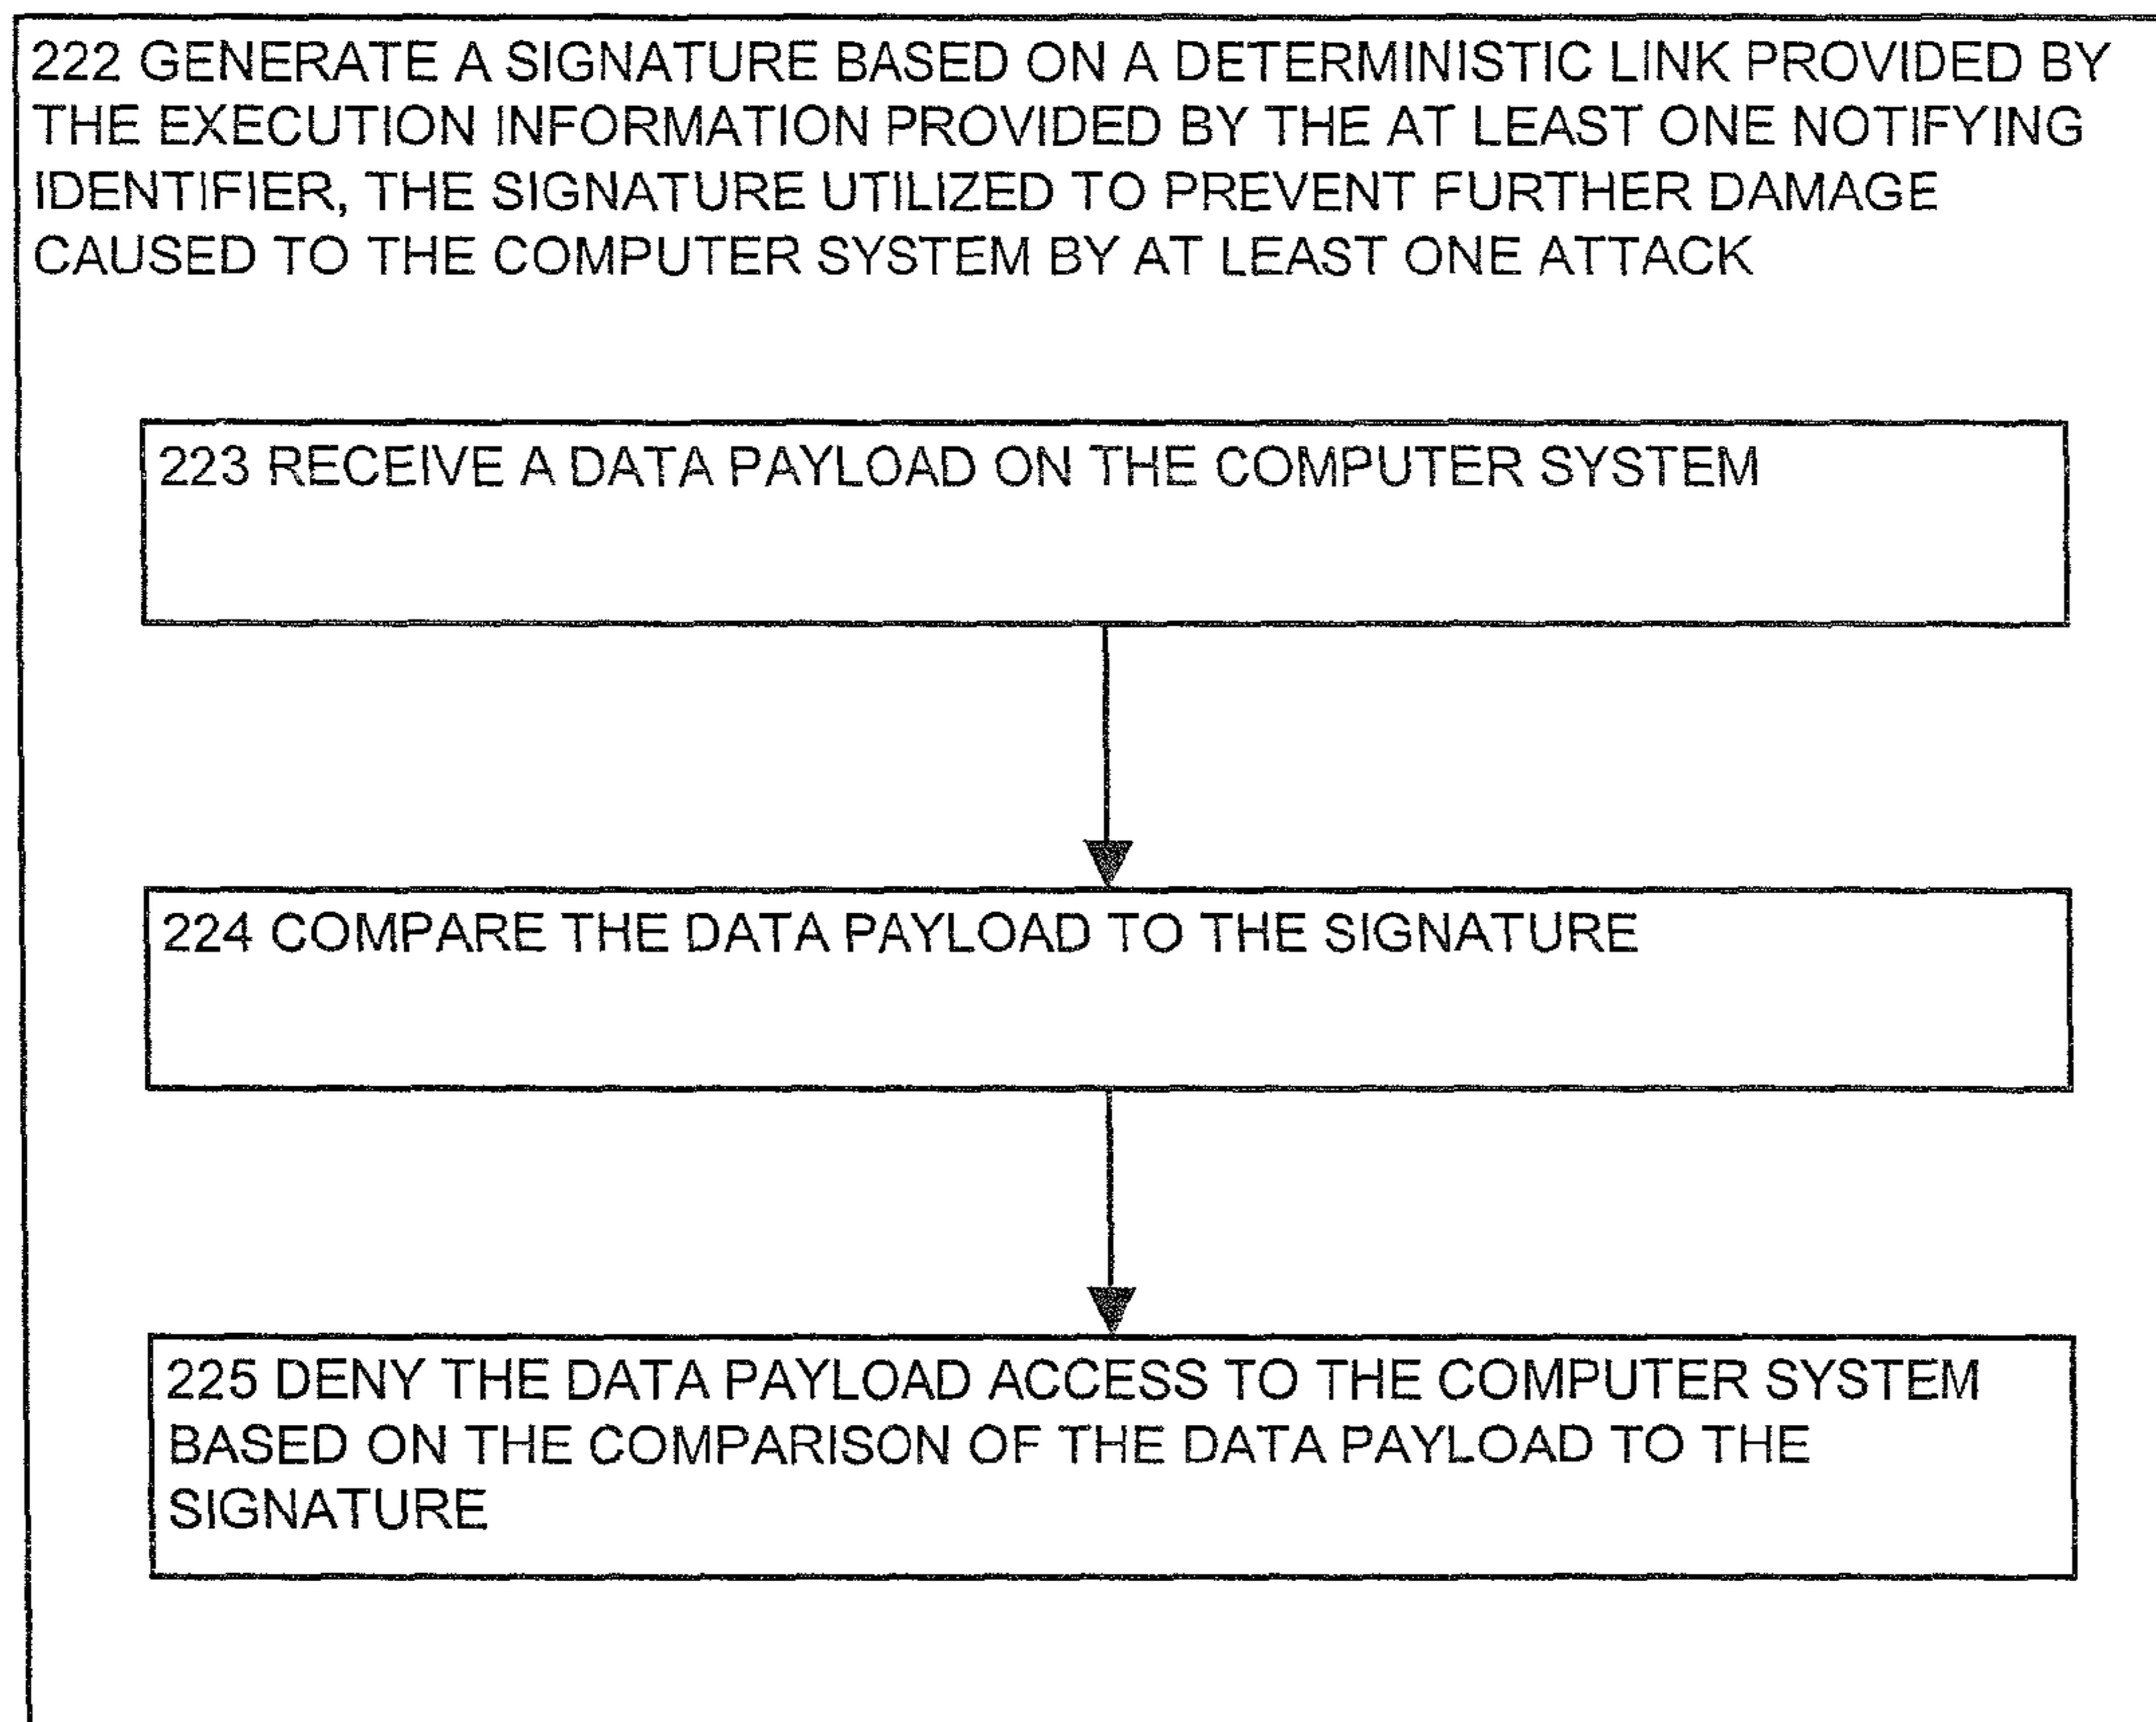 222 GENERATE A SIGNATURE BASED ON A DETERMINISTIC LINK PROVIDED BY
THE EXECUTION INFORMATION PROVIDED BY THE AT LEAST ONE NOTIFYING
IDENTIFIER, THE SIGNATURE UTILIZED TO PREVENT FURTHER DAMAGE
CAUSED TO THE COMPUTER SYSTEM BY AT LEAST ONE ATTACK
223 RECEIVE A DATA PAYLOAD ON THE COMPUTER SYSTEM
224 COMPARE THE DATA PAYLOAD TO THE SIGNATURE
225 DENY THE DATA PAYLOAD ACCESS TO THE COMPUTER SYSTEM
BASED ON THE COMPARISON OF THE DATA PAYLOAD TO THE
SIGNATURE